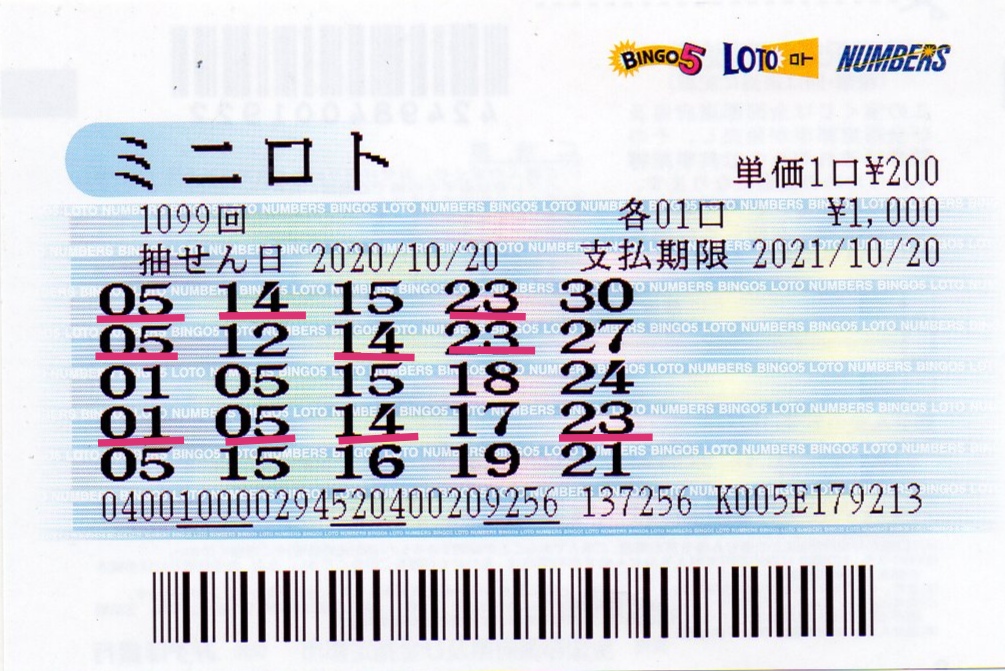 BINGO5 LOTO ロト NUMBERS
ミニロト
単価1口¥200
1099回 各01口 ¥1,000
抽せん日 2020/10/20 支払期限 2021/10/20
05 14 15 23 30
05 12 14 23 27
01 05 15 18 24
01 05 14 17 23
05 15 16 19 21
040010000294520400209256 137256 K005E179213